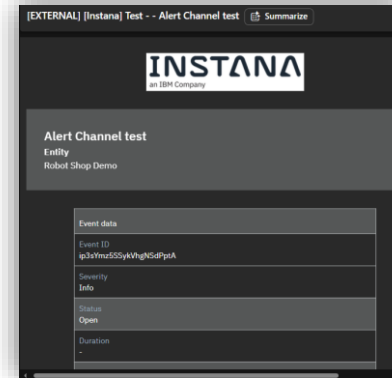 [EXTERNAL] [Instana] Test - - Alert Channel test Summarize
INSTANA
an IBM Company
Alert Channel test
Entity
Robot Shop Demo
Event data
Event ID
Severity
Info
Status
Open
Duration
-